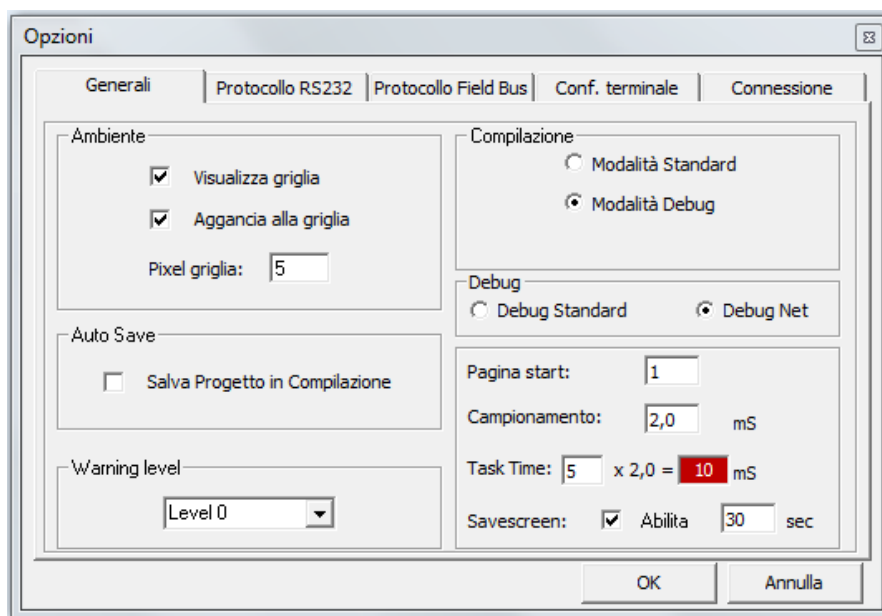 Opzioni
Generali
Protocollo RS232
Protocollo Field Bus
Conf. terminale
Connessione
Ambiente
Visualizza griglia
Aggancia alla griglia
Pixel griglia: 5
Auto Save
Salva Progetto in Compilazione
Warning level
Level 0
Compilazione
Modalità Standard
Modalità Debug
Debug
Debug Standard
Debug Net
Pagina start: 1
Campionamento: 2,0 mS
Task Time: 5 x 2,0 = 10 mS
Savescreen: Abilita 30 sec
OK
Annulla